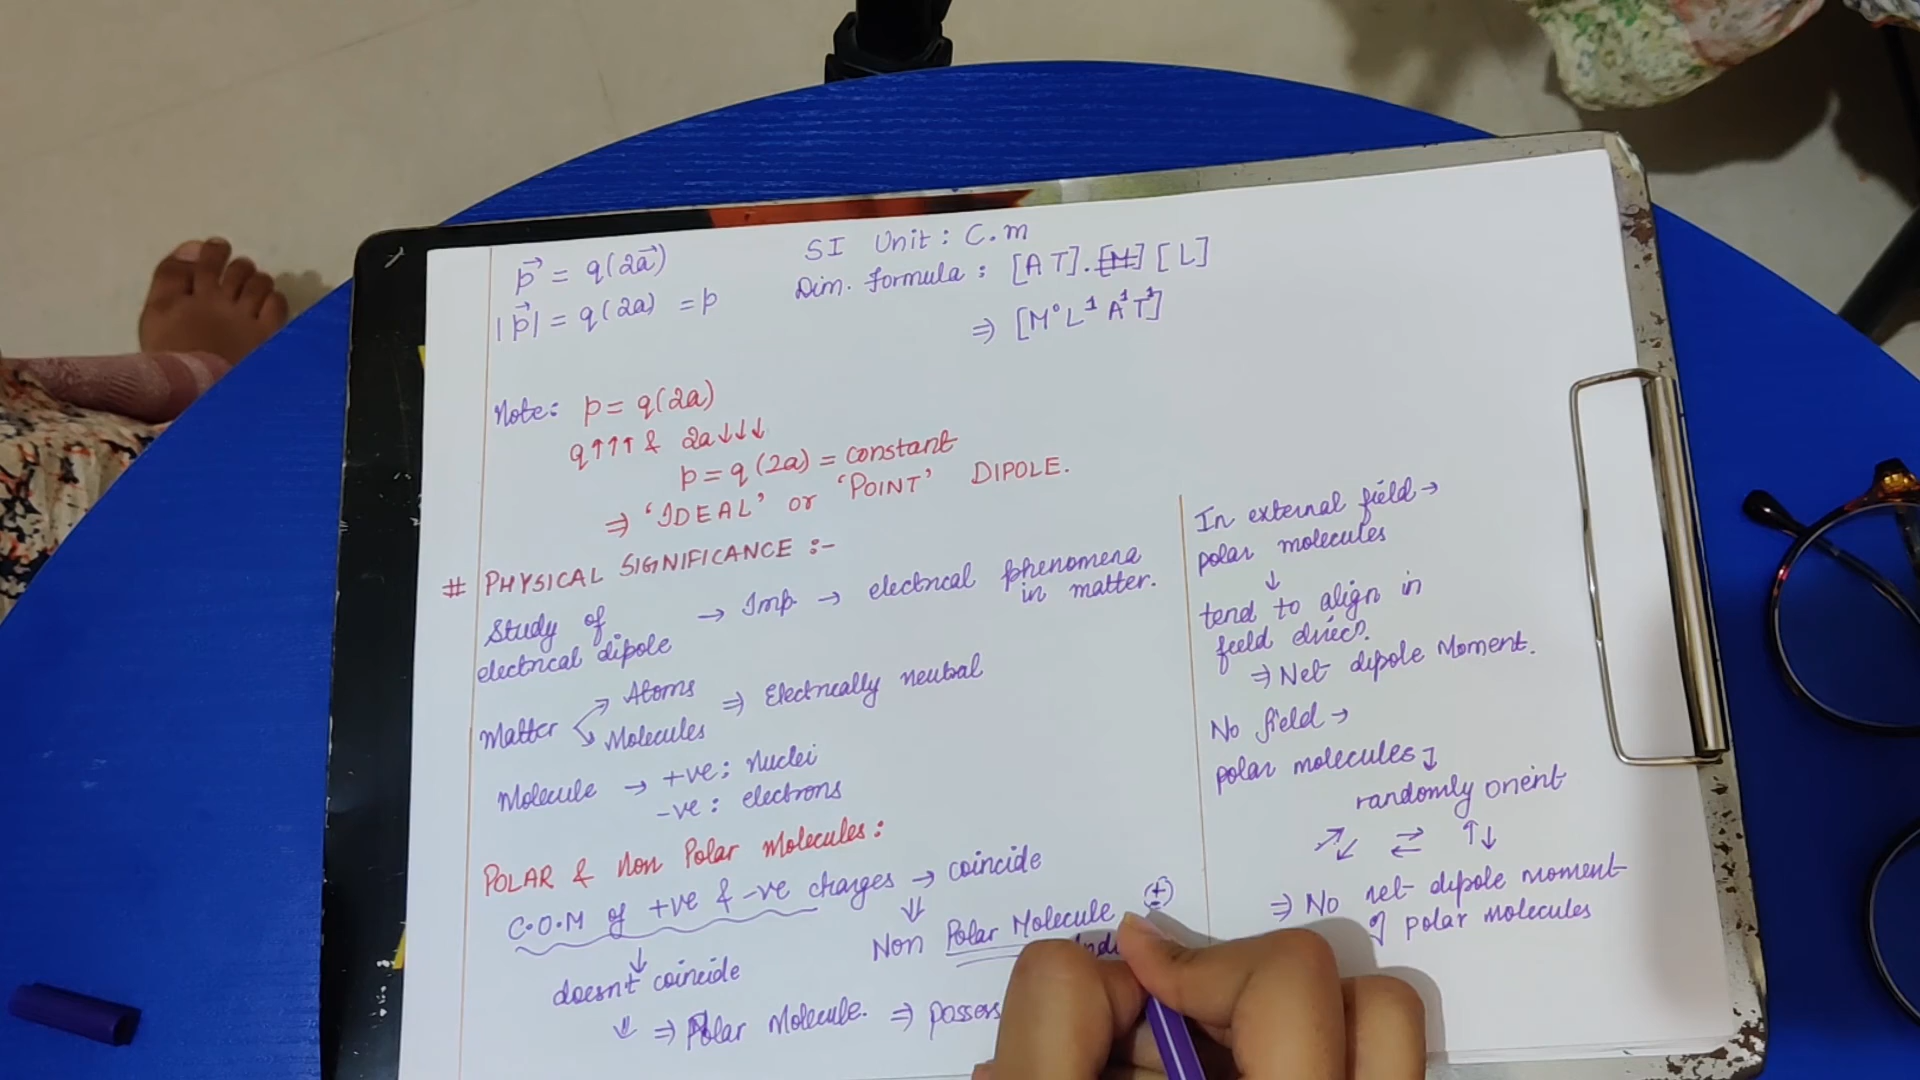 p⃗ = q(2a⃗)
|p⃗| = q(2a) = p
SI Unit : C.m
Dim. formula : [A T]. [M] [L]
⇒ [M⁰L¹A¹T¹]
Note: p = q(2a)
q↑↑↑ & 2a↓↓↓
p = q(2a) = constant
⇒ 'IDEAL' or 'POINT' DIPOLE.
# PHYSICAL SIGNIFICANCE :-
Study of
electrical dipole → Imp. → electrical phenomena
in matter.
Matter → Atoms
→ Molecules ⇒ Electrically neutral
Molecule → +ve : nuclei
-ve : electrons
POLAR & Non Polar Molecules :
C.O.M of +ve & -ve charges → coincide
↓ ⇓
doesn't coincide
Non Polar Molecule ±
⇓ ⇒ Polar Molecule. ⇒ possess
In external field →
polar molecules
↓
tend to align in
field direcn.
⇒ Net dipole Moment.
No field →
polar molecules ↓
randomly orient
↗↙ ⇄ ↑↓
⇒ No net dipole moment
of polar molecules